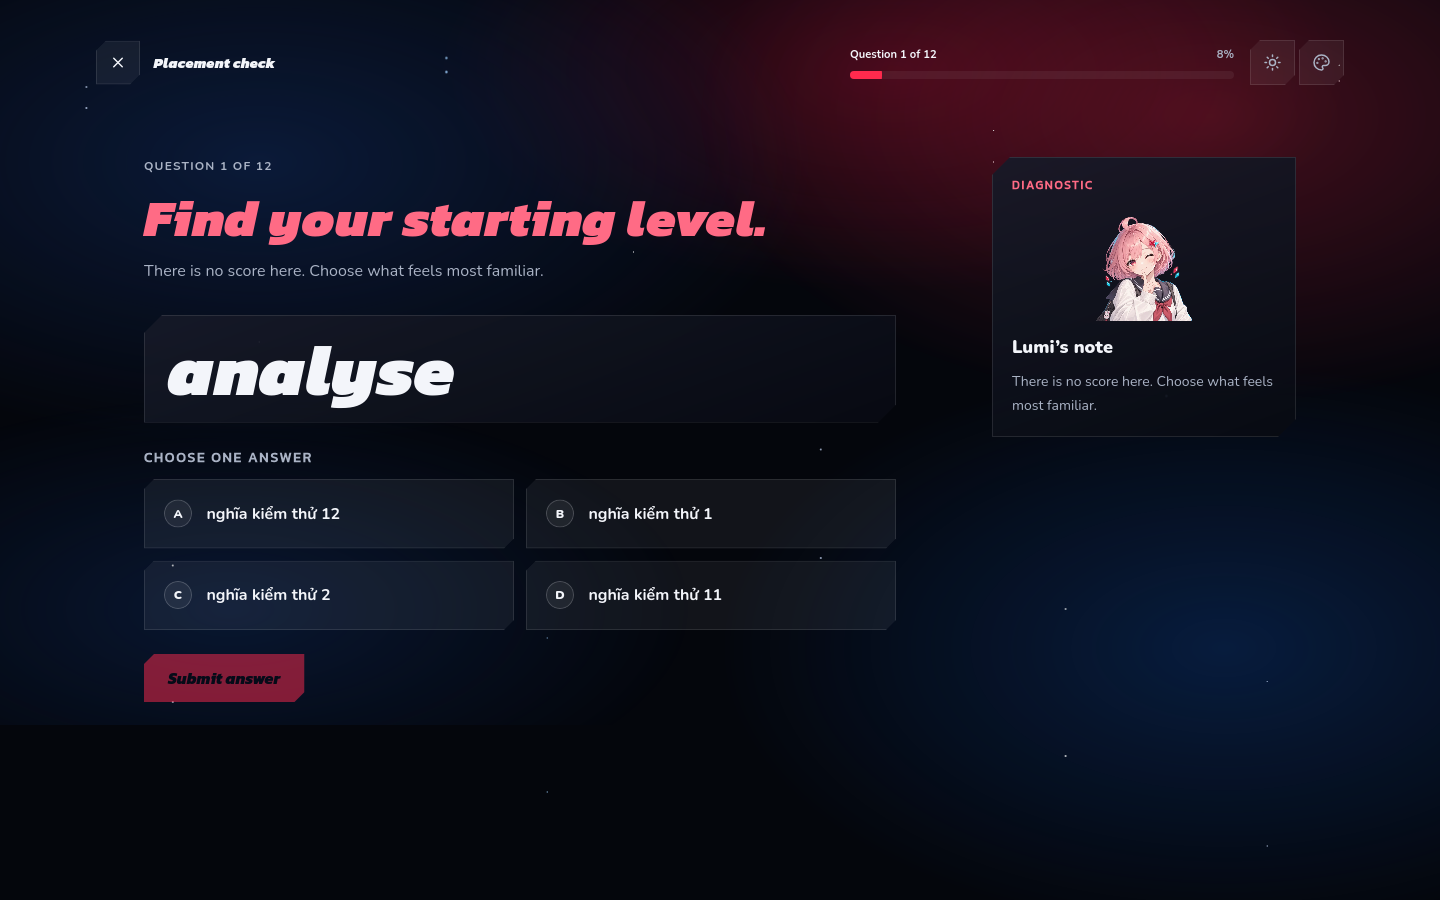 Placement check
Question 1 of 12
8%
QUESTION 1 OF 12
Find your starting level.
There is no score here. Choose what feels most familiar.
analyse
CHOOSE ONE ANSWER
A nghĩa kiểm thử 12
B nghĩa kiểm thử 1
C nghĩa kiểm thử 2
D nghĩa kiểm thử 11
Submit answer
DIAGNOSTIC
Lumi’s note
There is no score here. Choose what feels
most familiar.